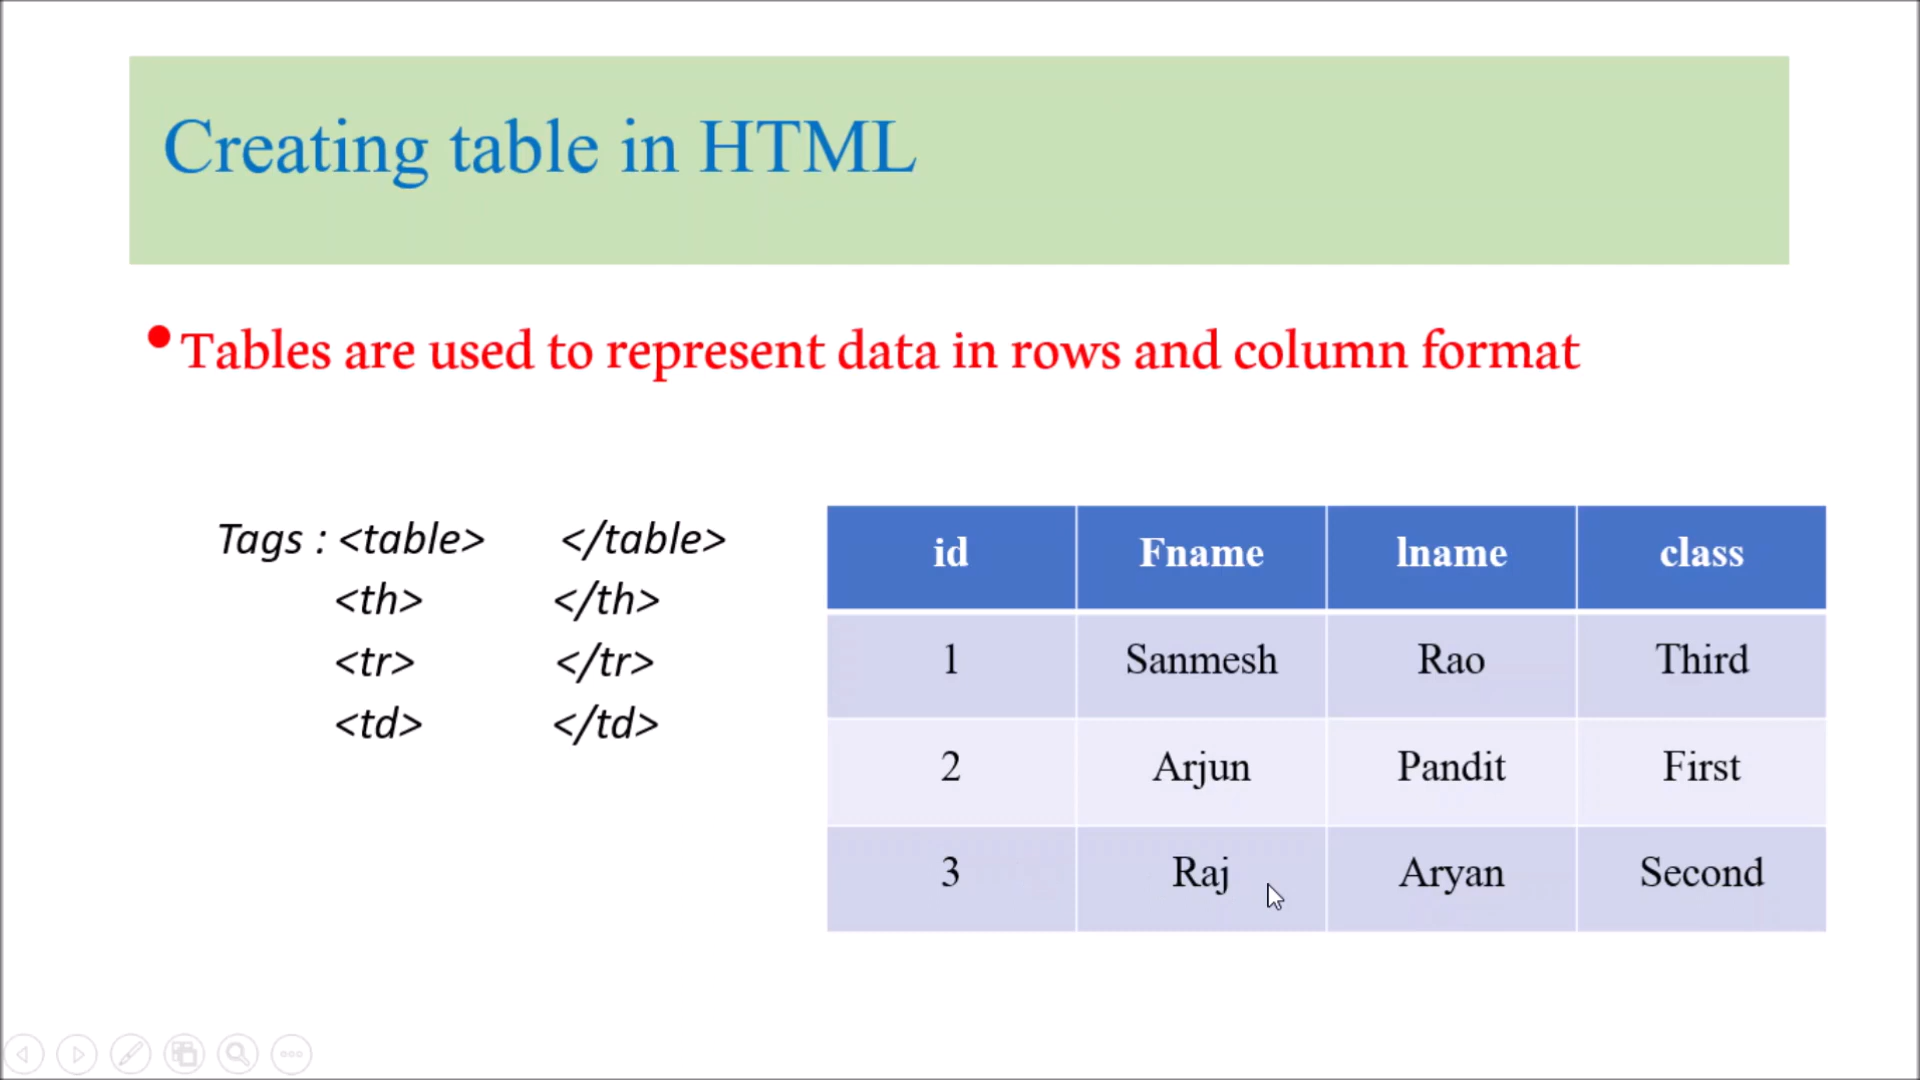 Creating table in HTML
•Tables are used to represent data in rows and column format
Tags : <table> </table>
<th> </th>
<tr> </tr>
<td> </td>
id Fname lname class
1 Sanmesh Rao Third
2 Arjun Pandit First
3 Raj Aryan Second